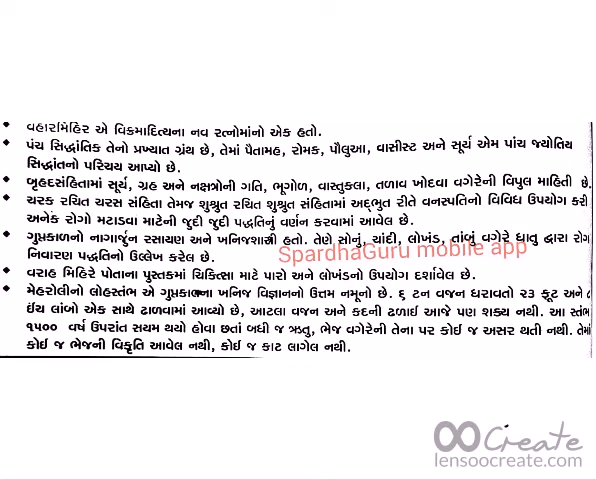 વહારમિહિર એ વિક્રમાદિત્યના નવ રત્નોમાંનો એક હતો.
પંચ સિદ્ધાંતિક તેનો પ્રખ્યાત ગ્રંથ છે, તેમાં પૈતામહ, રોમક, પૌલુઆ, વાસીસ્ટ અને સૂર્ય એમ પાંચ જ્યોતિય
સિદ્ધાંતનો પરિચય આપ્યો છે.
બૃહદસંહિતામાં સૂર્ય, ગ્રહ અને નક્ષત્રોની ગતિ, ભૂગોળ, વાસ્તુકલા, તળાવ ખોદવા વગેરેની વિપુલ માહિતી છે.
ચરક રચિત ચરસ સંહિતા તેમજ શુશ્રુત રચિત શુશ્રુત સંહિતામાં અદ્ભુત રીતે વનસ્પતિનો વિવિધ ઉપયોગ કરી
અનેક રોગો મટાડવા માટેની જુદી જુદી પદ્ધતિનું વર્ણન કરવામાં આવેલ છે.
ગુપ્તકાળનો નાગાર્જુન રસાયણ અને ખનિજશાસ્ત્રી હતો. તેણે સોનું, ચાંદી, લોખંડ, તાંબું વગેરે ધાતુ દ્વારા રોગ
નિવારણ પદ્ધતિનો ઉલ્લેખ કરેલ છે.
SpardhaGuru mobile app
વરાહ મિહિરે પોતાના પુસ્તકમાં ચિકિત્સા માટે પારો અને લોખંડનો ઉપયોગ દર્શાવેલ છે.
મેહરોલીનો લોહસ્તંભ એ ગુપ્તકાળના ખનિજ વિજ્ઞાનનો ઉત્તમ નમૂનો છે. ૬ ટન વજન ધરાવતો ૨૩ ફૂટ અને ૮
ઈંચ લાંબો એક સાથે ઢાળવામાં આવ્યો છે, આટલા વજન અને કદની ઢળાઈ આજે પણ શક્ય નથી. આ સ્તંભ
૧૫૦૦ વર્ષ ઉપરાંત સયમ થયો હોવા છતાં બધી જ ઋતુ, ભેજ વગેરેની તેના પર કોઈ જ અસર થતી નથી. તેમાં
કોઈ જ ભેજની વિકૃતિ આવેલ નથી, કોઈ જ કાટ લાગેલ નથી.
Create
lensoocreate.com